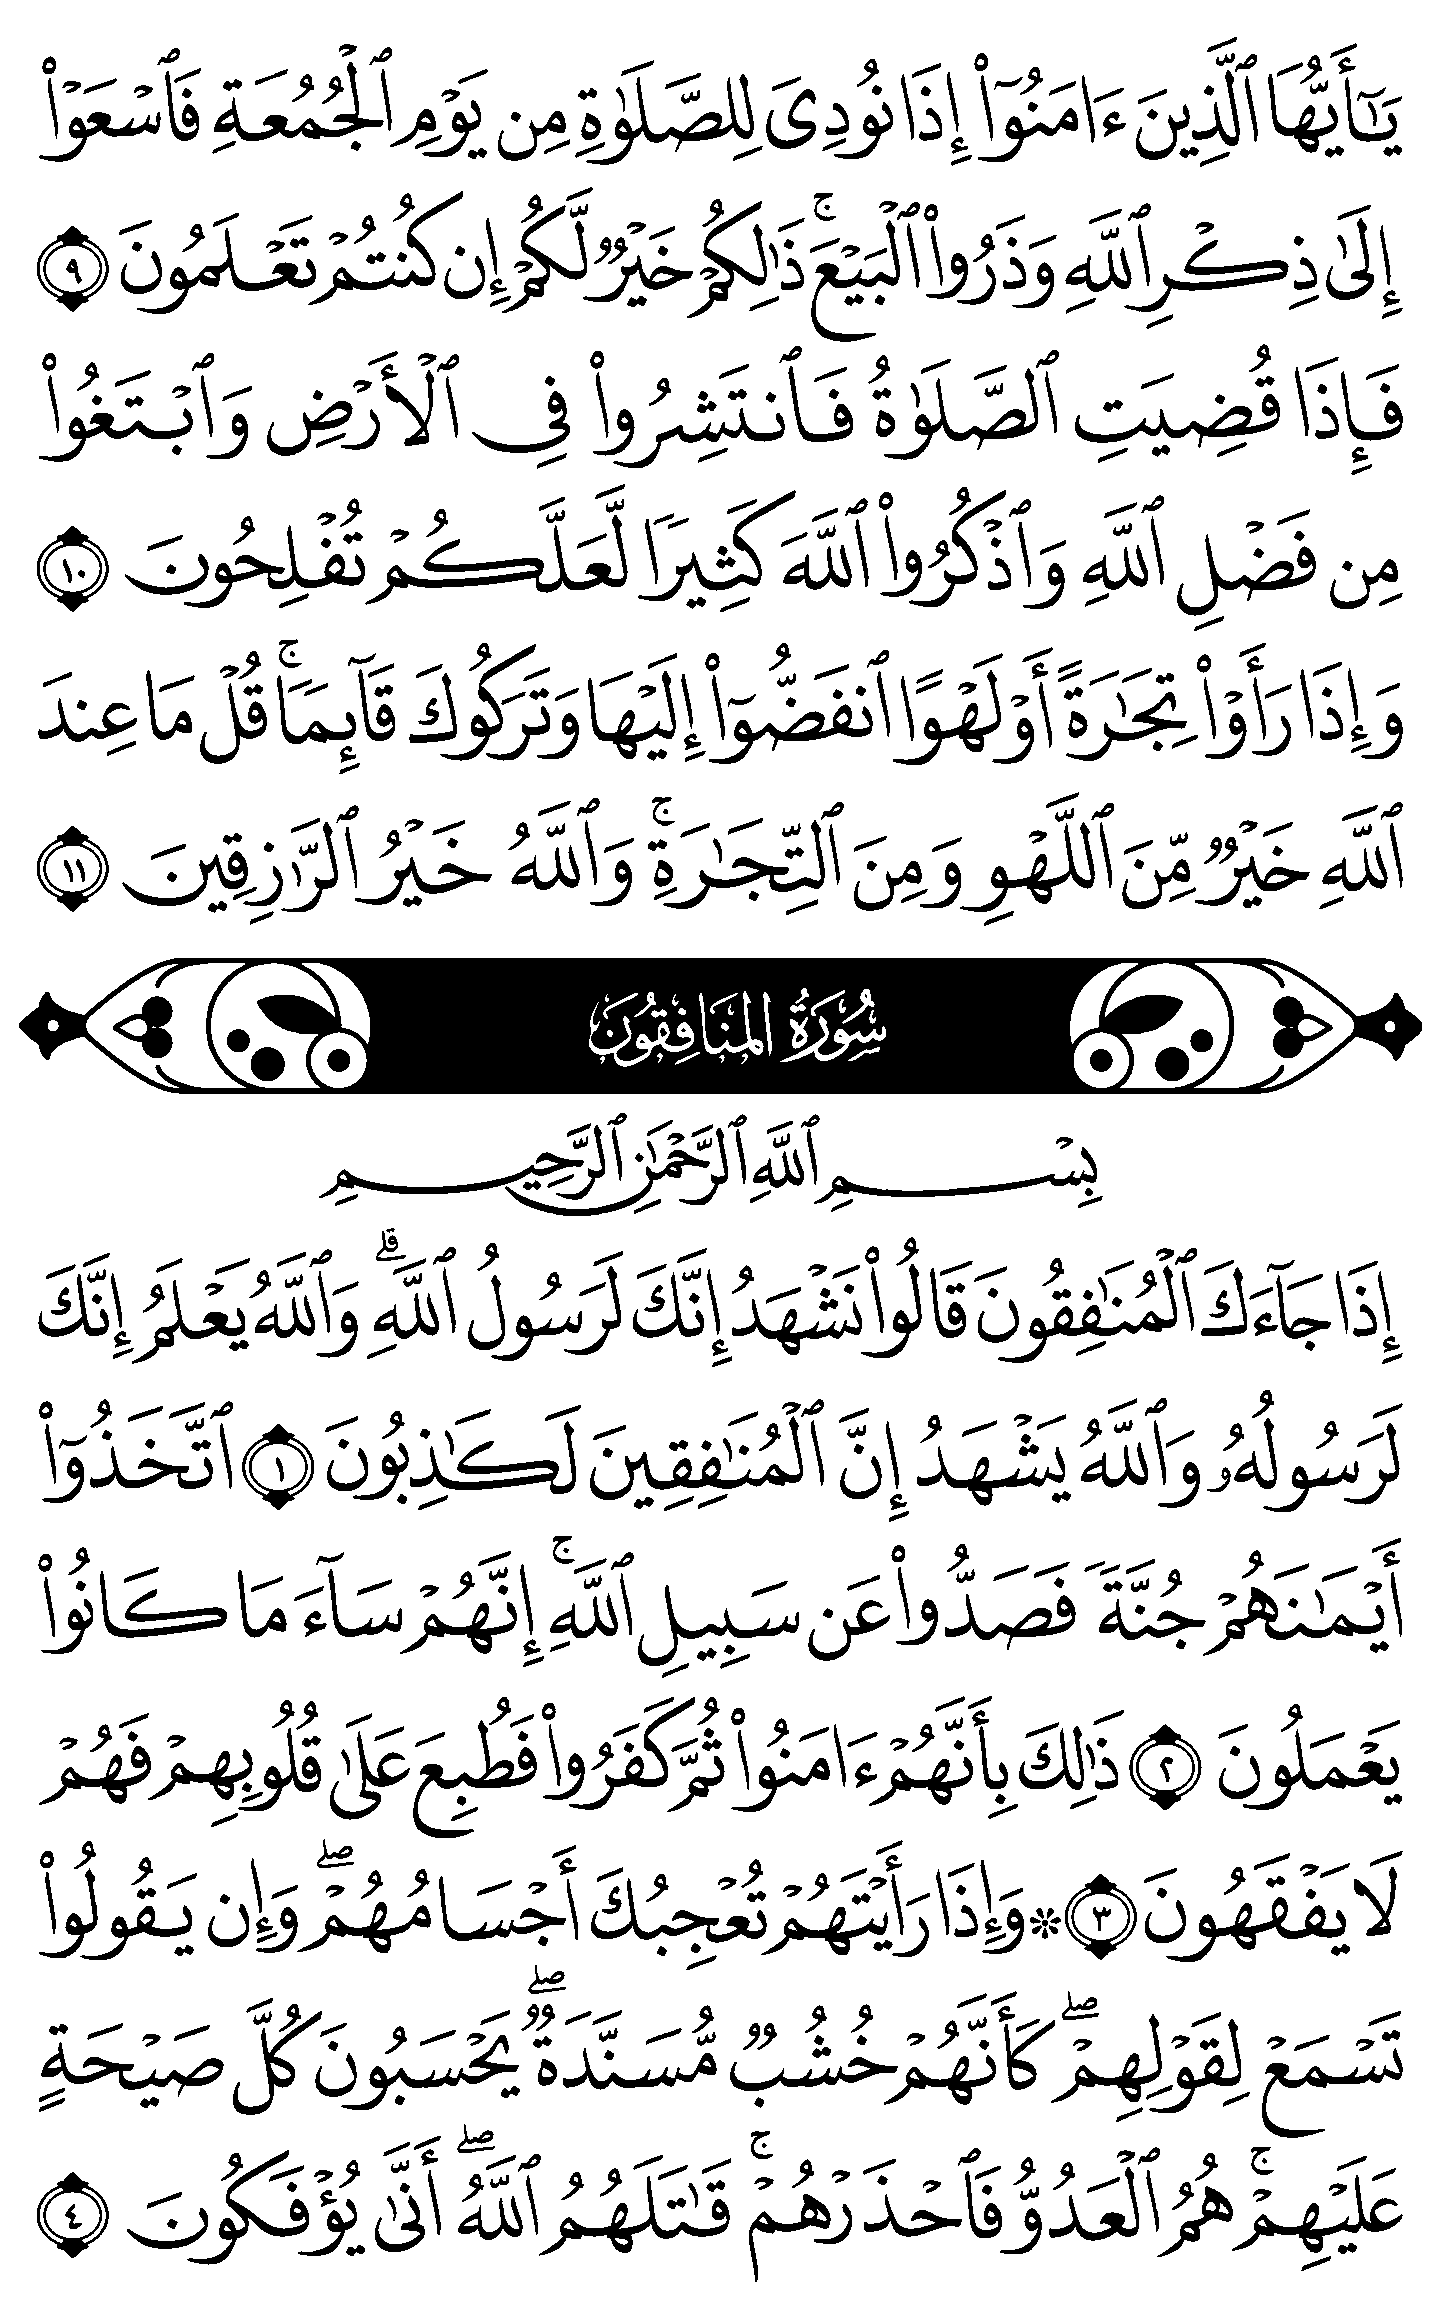 يَـٰٓأَيُّهَا ٱلَّذِينَ ءَامَنُوٓا۟ إِذَا نُودِىَ لِلصَّلَوٰةِ مِن يَوْمِ ٱلْجُمُعَةِ فَٱسْعَوْا۟
إِلَىٰ ذِكْرِ ٱللَّهِ وَذَرُوا۟ ٱلْبَيْعَ ۚ ذَٰلِكُمْ خَيْرٌ لَّكُمْ إِن كُنتُمْ تَعْلَمُونَ ٩
فَإِذَا قُضِيَتِ ٱلصَّلَوٰةُ فَٱنتَشِرُوا۟ فِى ٱلْأَرْضِ وَٱبْتَغُوا۟
مِن فَضْلِ ٱللَّهِ وَٱذْكُرُوا۟ ٱللَّهَ كَثِيرًا لَّعَلَّكُمْ تُفْلِحُونَ ١٠
وَإِذَا رَأَوْا۟ تِجَـٰرَةً أَوْ لَهْوًا ٱنفَضُّوٓا۟ إِلَيْهَا وَتَرَكُوكَ قَآئِمًا ۚ قُلْ مَا عِندَ
ٱللَّهِ خَيْرٌ مِّنَ ٱللَّهْوِ وَمِنَ ٱلتِّجَـٰرَةِ ۚ وَٱللَّهُ خَيْرُ ٱلرَّٰزِقِينَ ١١
سُورَةُ المُنَافِقُونَ
بِسْمِ ٱللَّهِ ٱلرَّحْمَـٰنِ ٱلرَّحِيمِ
إِذَا جَآءَكَ ٱلْمُنَـٰفِقُونَ قَالُوا۟ نَشْهَدُ إِنَّكَ لَرَسُولُ ٱللَّهِ ۗ وَٱللَّهُ يَعْلَمُ إِنَّكَ
لَرَسُولُهُۥ وَٱللَّهُ يَشْهَدُ إِنَّ ٱلْمُنَـٰفِقِينَ لَكَـٰذِبُونَ ١ ٱتَّخَذُوٓا۟
أَيْمَـٰنَهُمْ جُنَّةً فَصَدُّوا۟ عَن سَبِيلِ ٱللَّهِ ۚ إِنَّهُمْ سَآءَ مَا كَانُوا۟
يَعْمَلُونَ ٢ ذَٰلِكَ بِأَنَّهُمْ ءَامَنُوا۟ ثُمَّ كَفَرُوا۟ فَطُبِعَ عَلَىٰ قُلُوبِهِمْ فَهُمْ
لَا يَفْقَهُونَ ٣ ۞ وَإِذَا رَأَيْتَهُمْ تُعْجِبُكَ أَجْسَامُهُمْ ۖ وَإِن يَقُولُوا۟
تَسْمَعْ لِقَوْلِهِمْ ۖ كَأَنَّهُمْ خُشُبٌ مُّسَنَّدَةٌ ۖ يَحْسَبُونَ كُلَّ صَيْحَةٍ
عَلَيْهِمْ ۚ هُمُ ٱلْعَدُوُّ فَٱحْذَرْهُمْ ۚ قَـٰتَلَهُمُ ٱللَّهُ ۖ أَنَّىٰ يُؤْفَكُونَ ٤